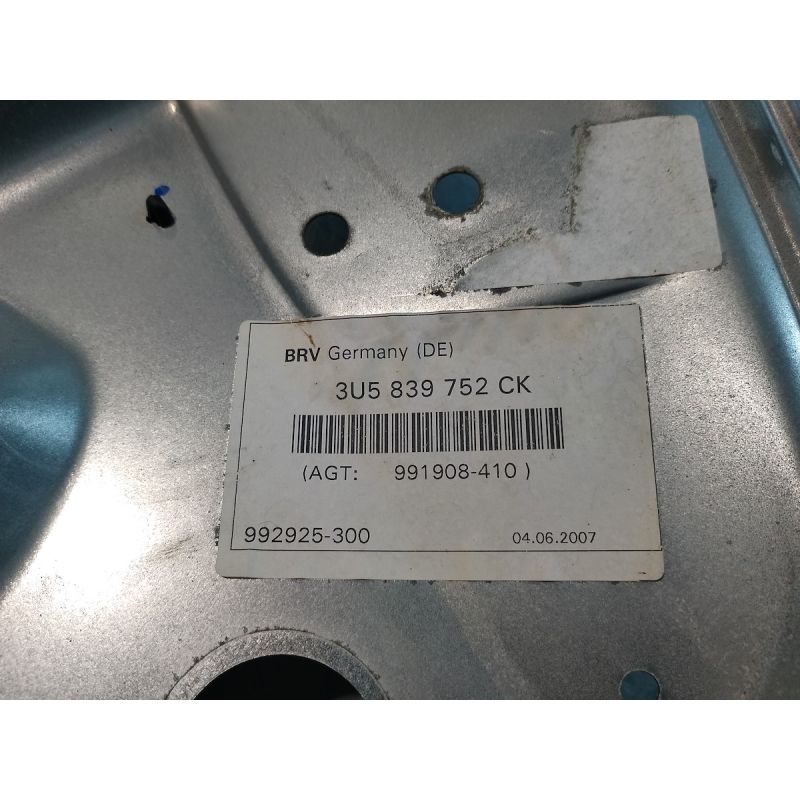 BRV Germany (DE)
3U5 839 752 CK
(AGT: 991908-410 )
992925-300 04.06.2007